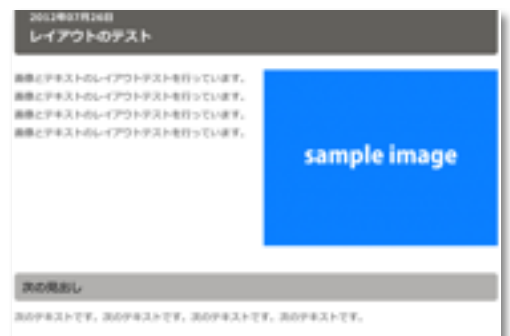 2012年07月26日
レイアウトのテスト
画像とテキストのレイアウトテストを行っています。
画像とテキストのレイアウトテストを行っています。
画像とテキストのレイアウトテストを行っています。
画像とテキストのレイアウトテストを行っています。
sample image
次の見出し
次のテキストです。次のテキストです。次のテキストです。次のテキストです。